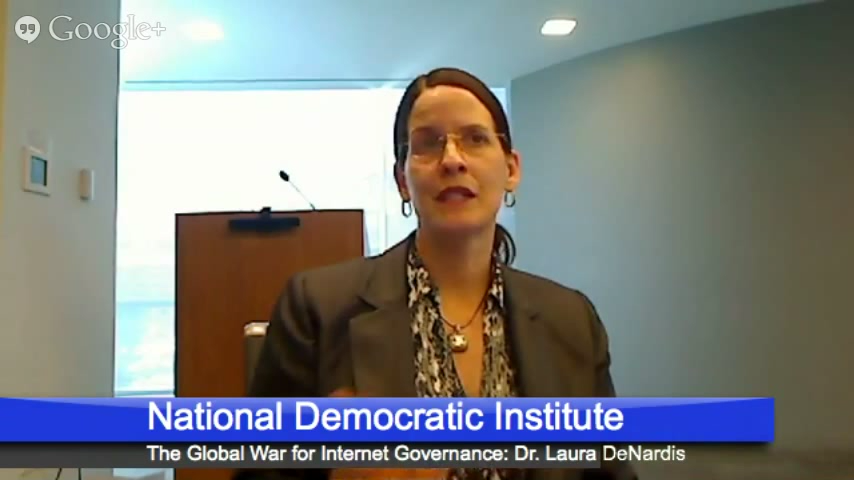 Google+
National Democratic Institute
The Global War for Internet Governance: Dr. Laura DeNardis